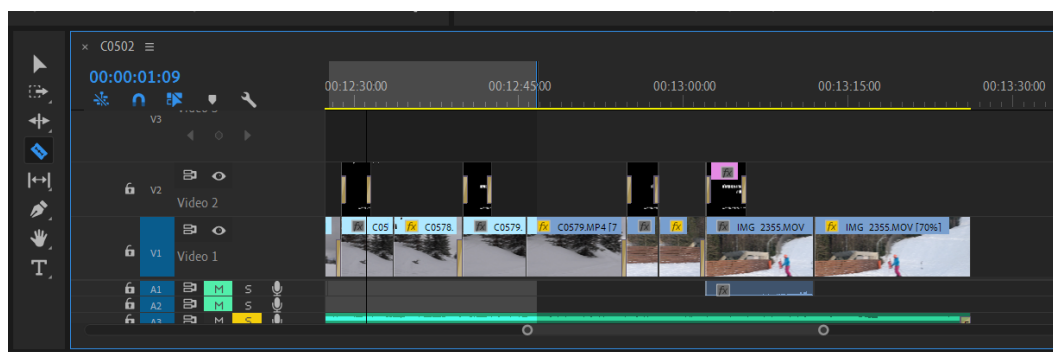 × C0502 ≡
00:00:01:09
00:12:30:00 00:12:45:00 00:13:00:00 00:13:15:00 00:13:30:00
V3
V2
Video 2
fx
fx C05 fx C0578. fx C0579. fx C0579.MP4 [7 fx fx fx IMG_2355.MOV fx IMG_2355.MOV [70%]
V1
Video 1
A1 M S fx
A2 M S
A3 M S
T